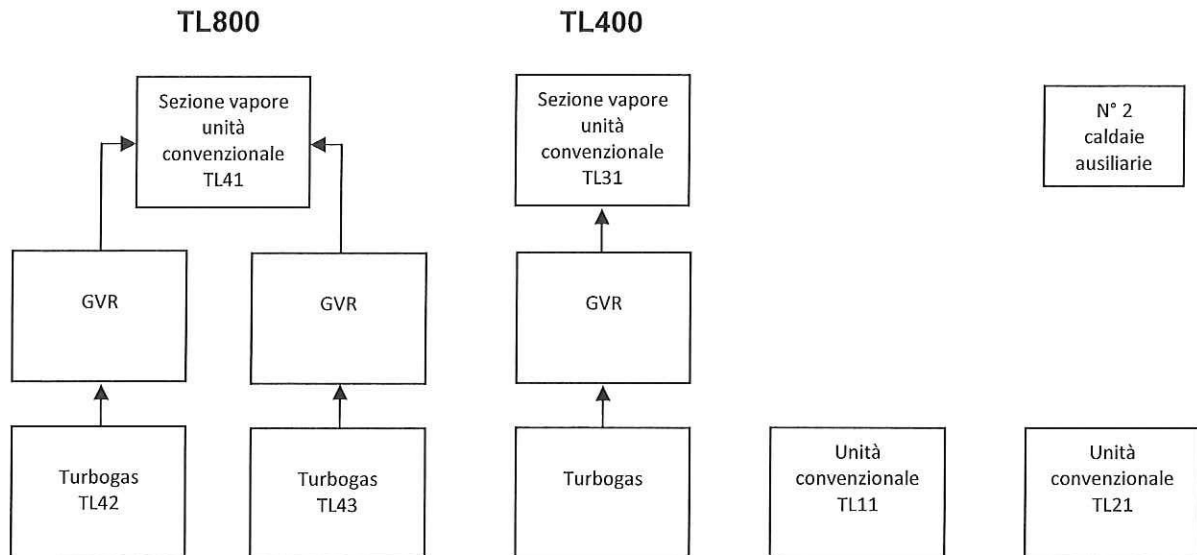 TL800
TL400
Sezione vapore
unità
convenzionale
TL41
Sezione vapore
unità
convenzionale
TL31
N° 2
caldaie
ausiliarie
GVR
GVR
GVR
Turbogas
TL42
Turbogas
TL43
Turbogas
Unità
convenzionale
TL11
Unità
convenzionale
TL21